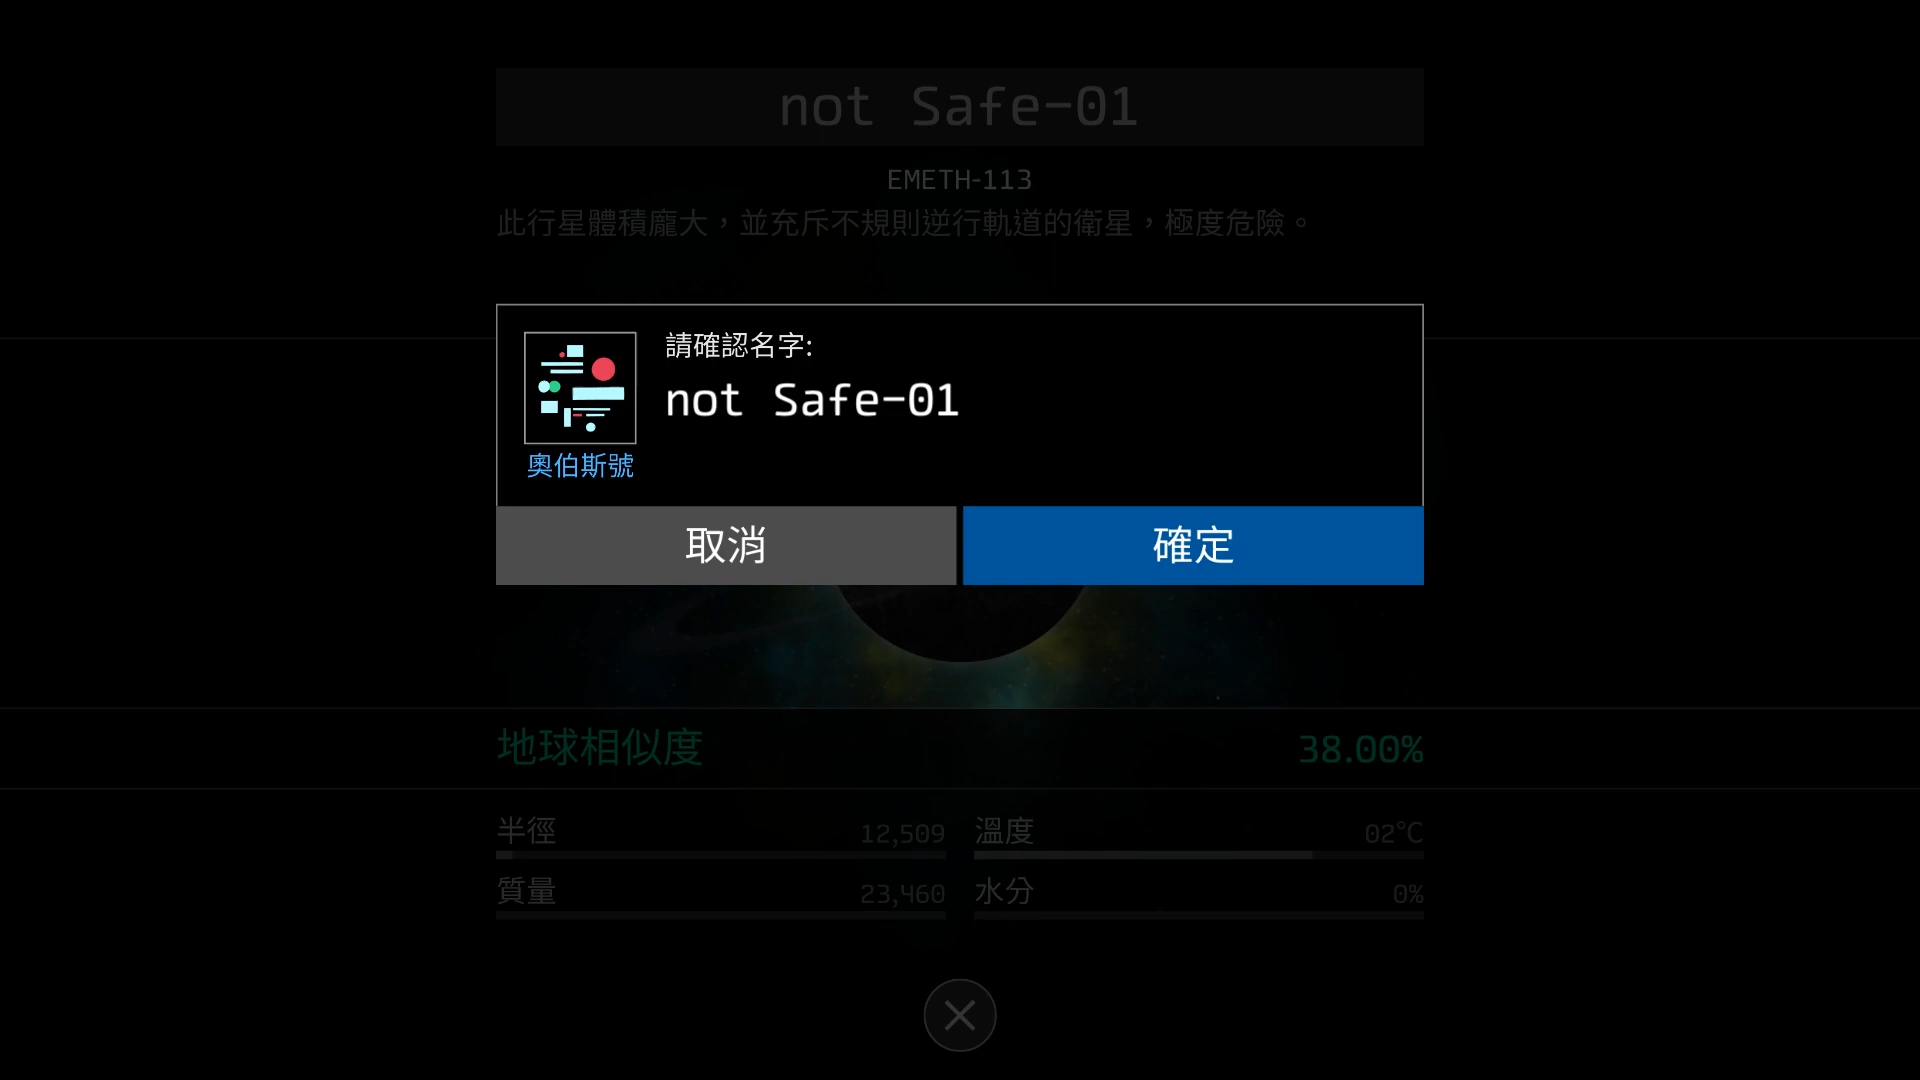 not Safe-01
EMETH-113
此行星體積龐大，並充斥不規則逆行軌道的衛星，極度危險。
請確認名字:
not Safe-01
奧伯斯號
取消
確定
地球相似度
38.00%
半徑
12,509
溫度
02°C
質量
23,460
水分
0%